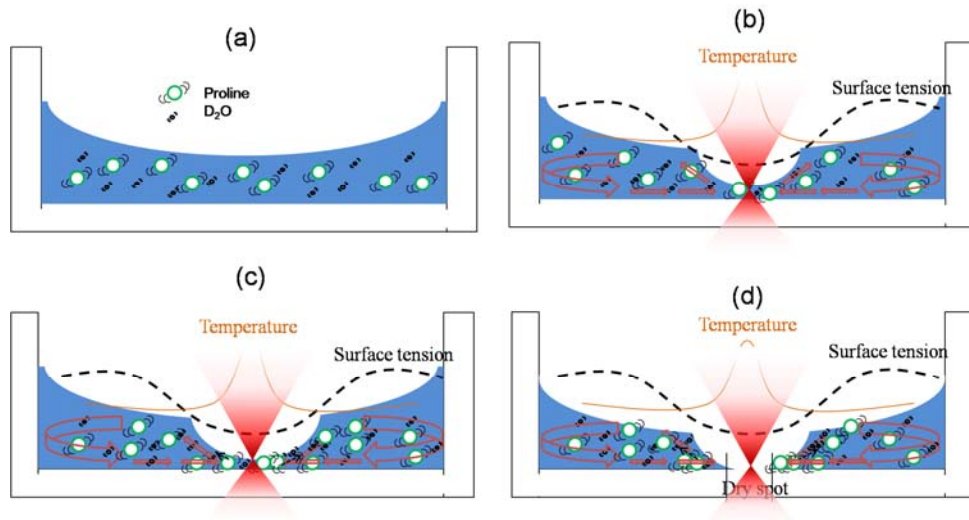 (a)
Proline
D₂O
(b)
Temperature
Surface tension
(c)
Temperature
Surface tension
(d)
Temperature
Surface tension
Dry spot